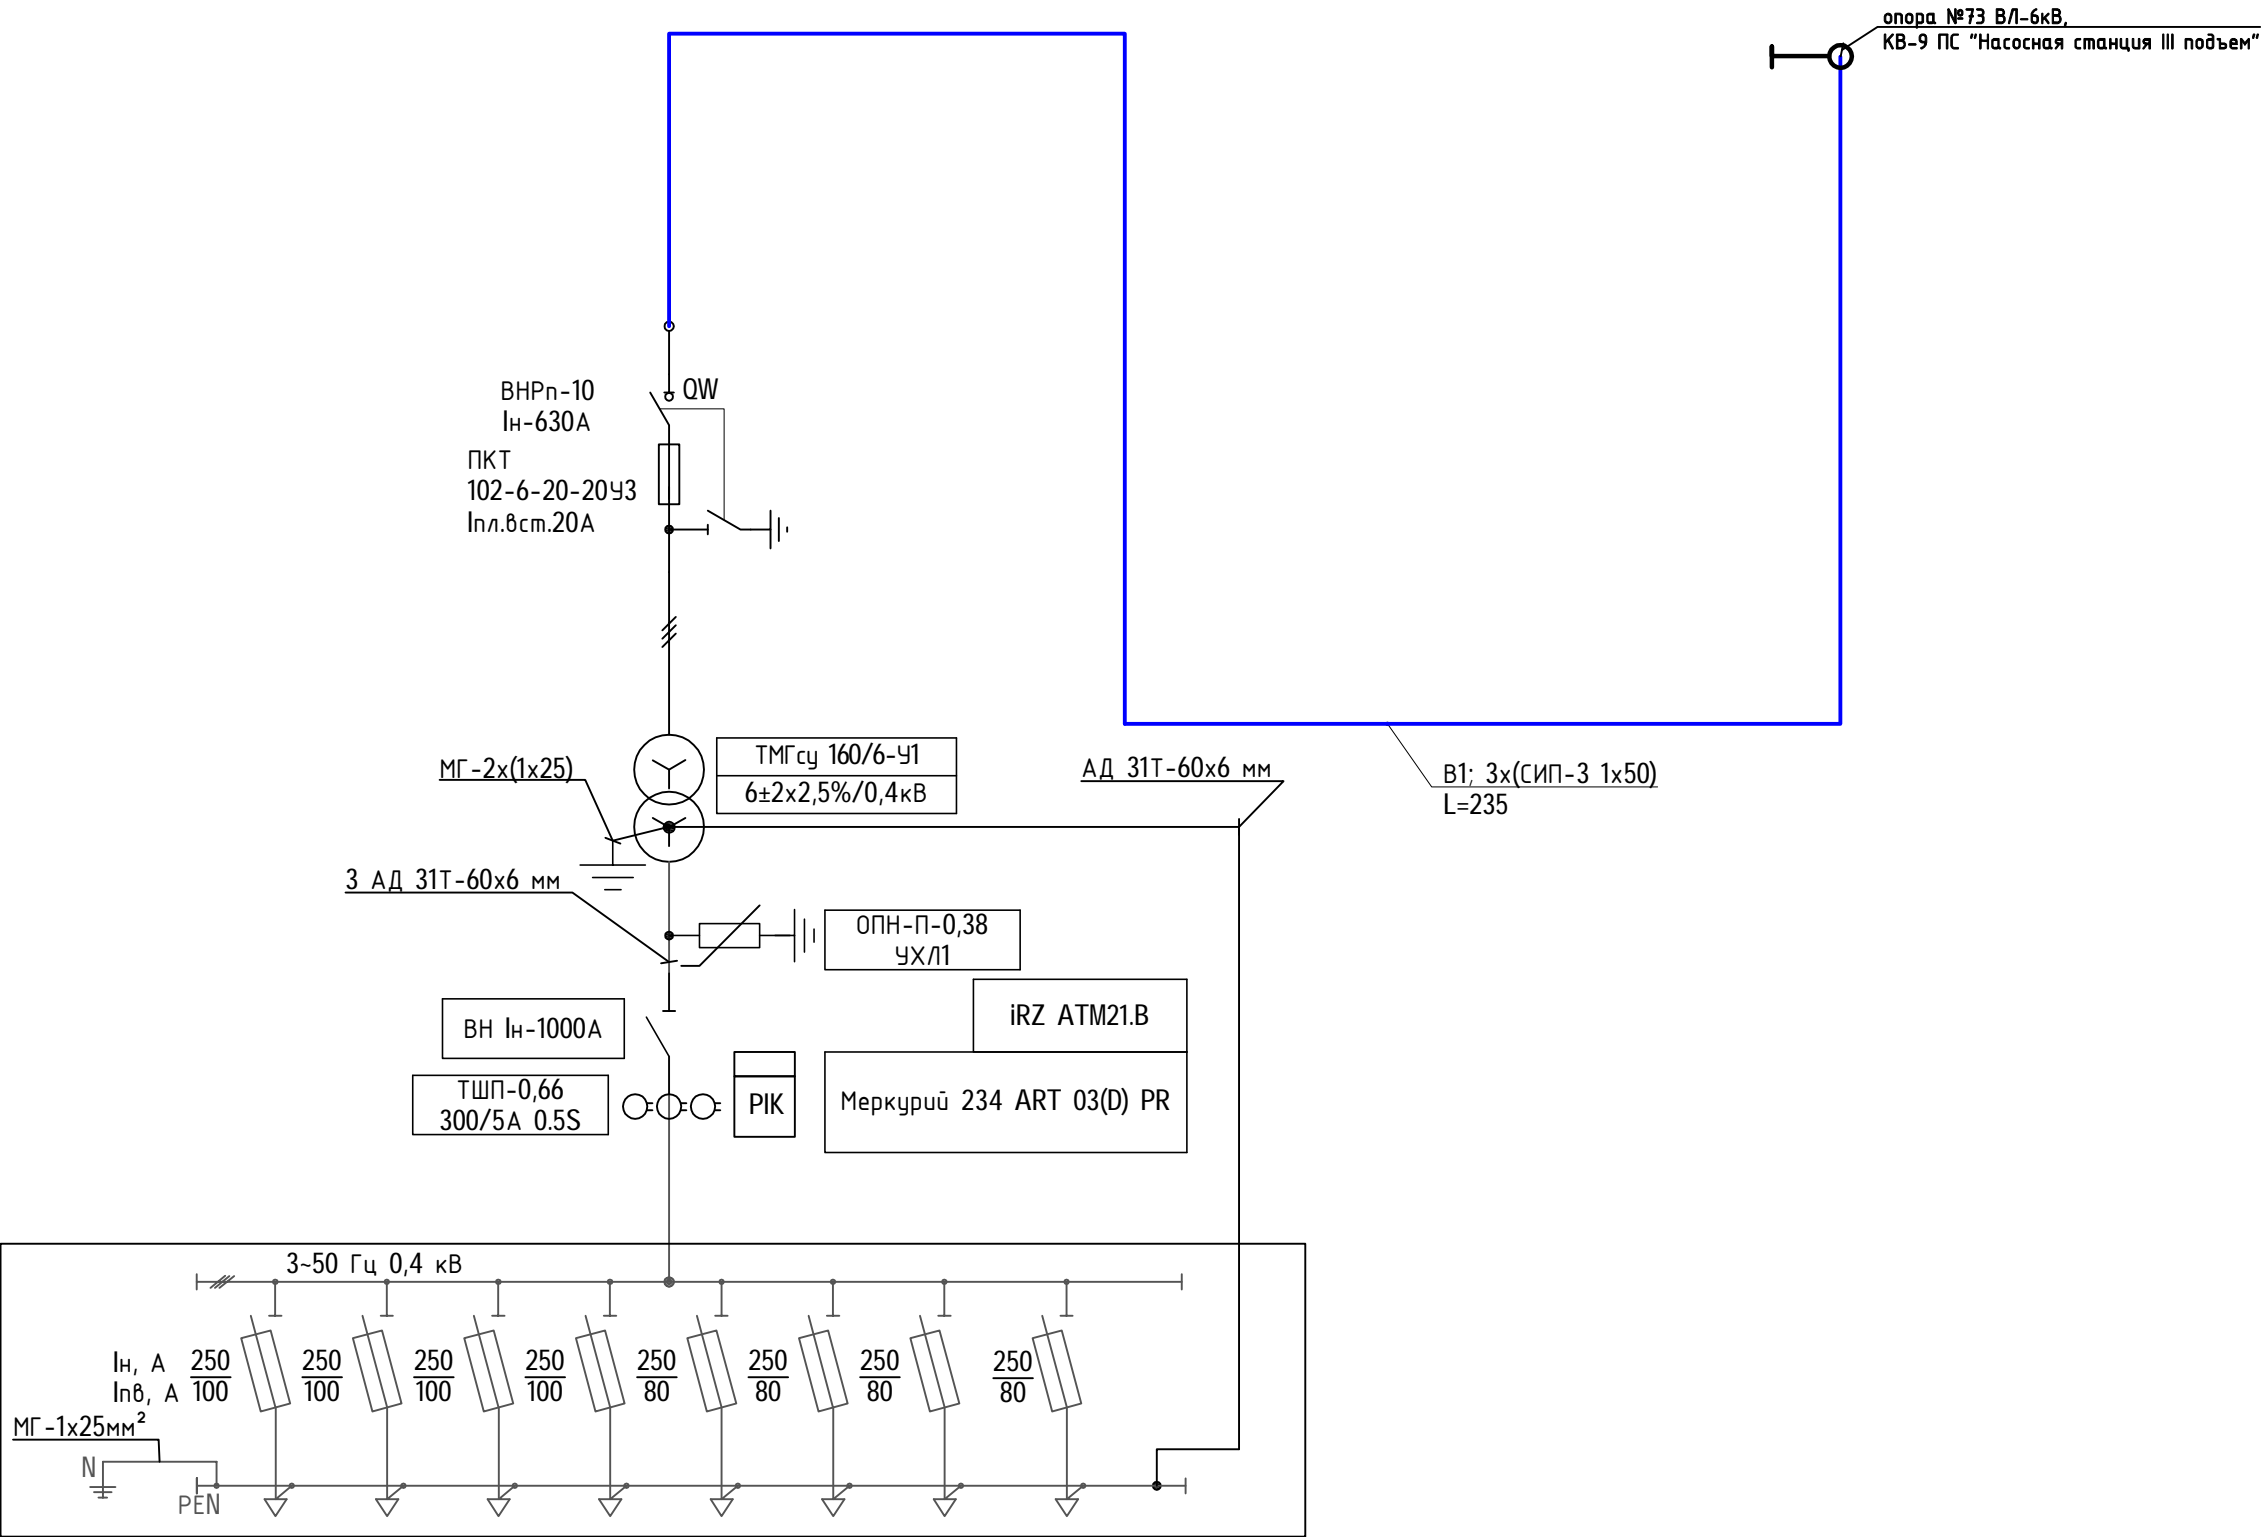 опора №73 ВЛ-6кВ,
КВ-9 ПС "Насосная станция III подъем"
ВНРп-10
Iн-630А
QW
ПКТ
102-6-20-20У3
Iпл.вст.20А
МГ-2х(1х25)
ТМГсу 160/6-У1
6±2х2,5%/0,4кВ
АД 31Т-60х6 мм
В1; 3х(СИП-3 1х50)
L=235
3 АД 31Т-60х6 мм
ОПН-П-0,38
УХЛ1
ВН Iн-1000А
iRZ ATM21.B
ТШП-0,66
300/5А 0.5S
PIK
Меркурий 234 ART 03(D) PR
3~50 Гц 0,4 кВ
Iн, А 250 250 250 250 250 250 250 250
Iпв, А 100 100 100 100 80 80 80 80
МГ-1х25мм²
N
PEN